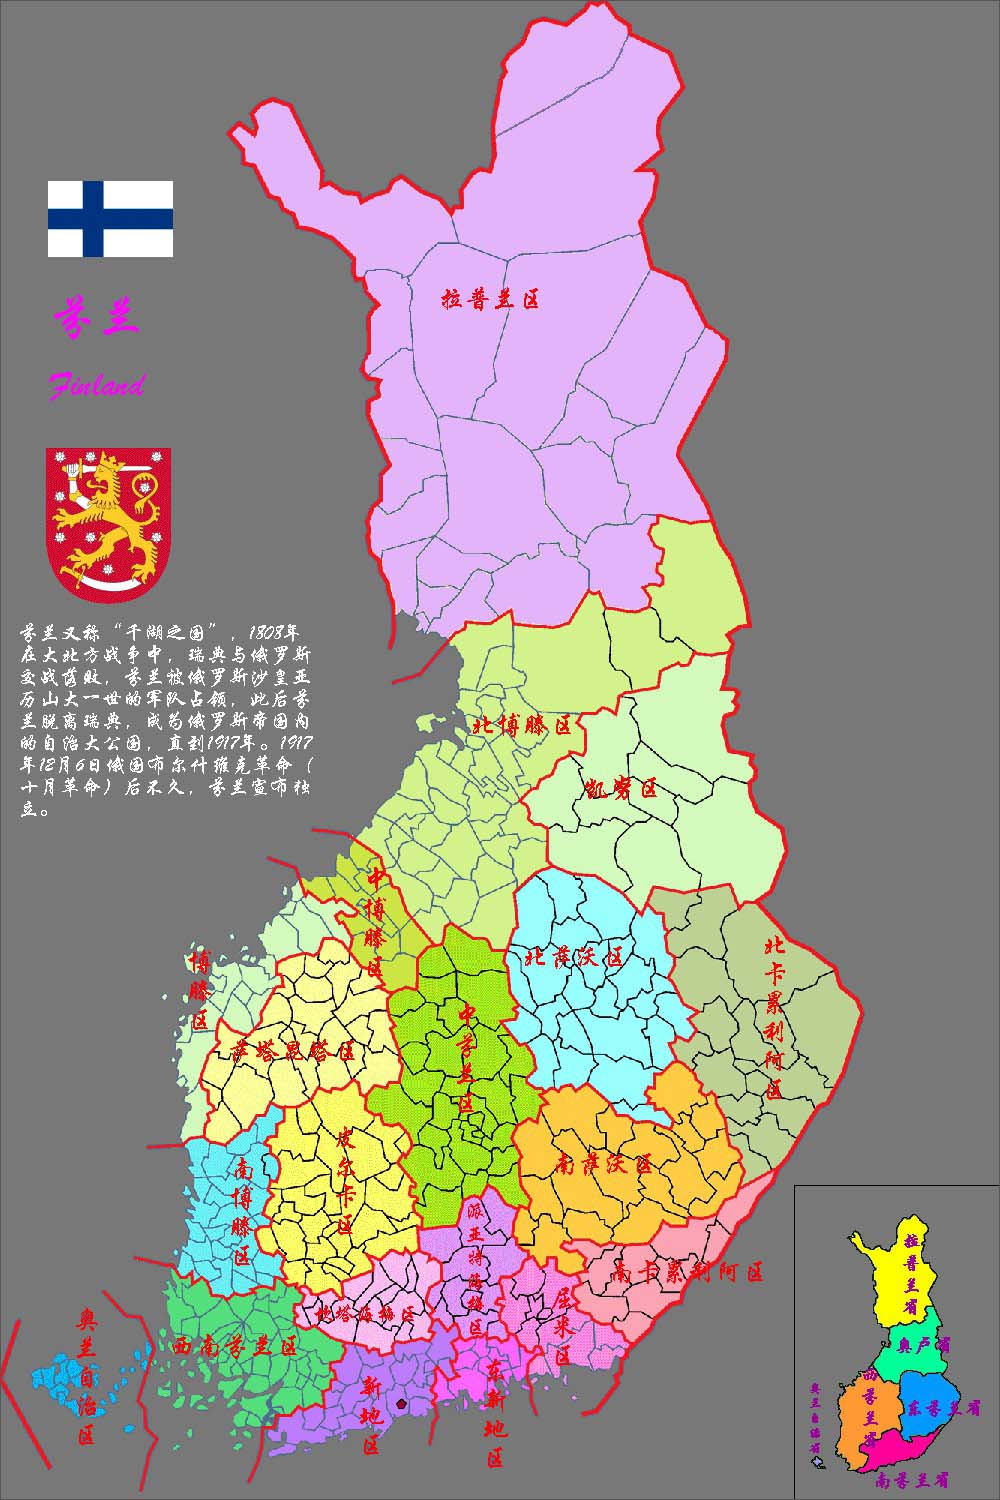 芬兰
Finland
芬兰又称“千湖之国”，1808年
在大北方战争中，瑞典与俄罗斯
交战落败，芬兰被俄罗斯沙皇亚
历山大一世的军队占领，此后芬
兰脱离瑞典，成为俄罗斯帝国内
的自治大公国，直到1917年。1917
年12月6日俄国布尔什维克革命（
十月革命）后不久，芬兰宣布独
立。
拉普兰区
北博滕区
凯努区
中博滕区
博滕区
北萨沃区
北卡累利阿区
中芬兰区
萨塔昆塔区
皮尔卡区
南博滕区
南萨沃区
派亚特海梅区
南卡累利阿区
屈米区
西南芬兰区
新地区
东新地区
奥兰自治区
拉普兰省
奥卢省
西芬兰省
东芬兰省
奥兰自治省
南芬兰省